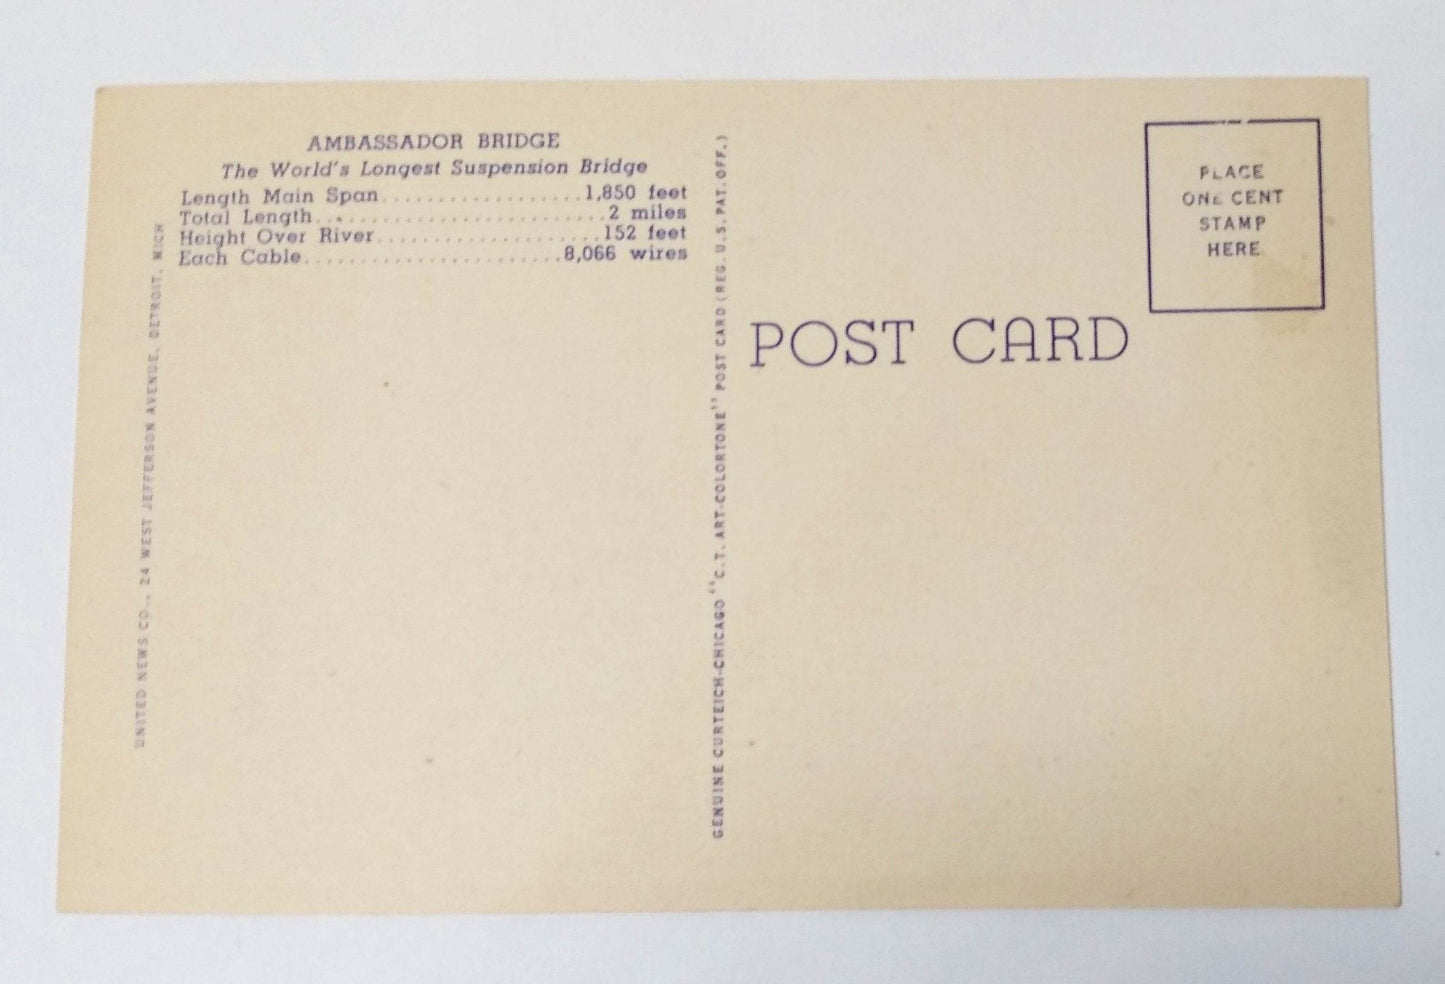 AMBASSADOR BRIDGE
The World's Longest Suspension Bridge
Length Main Span..................1,850 feet
Total Length..........................2 miles
Height Over River....................152 feet
Each Cable.......................8,066 wires
UNITED NEWS CO., 24 WEST JEFFERSON AVENUE, DETROIT, MICH
GENUINE CURTEICH-CHICAGO "C.T. ART-COLORTONE" POST CARD (REG. U.S. PAT. OFF.)
POST CARD
PLACE
ONE CENT
STAMP
HERE